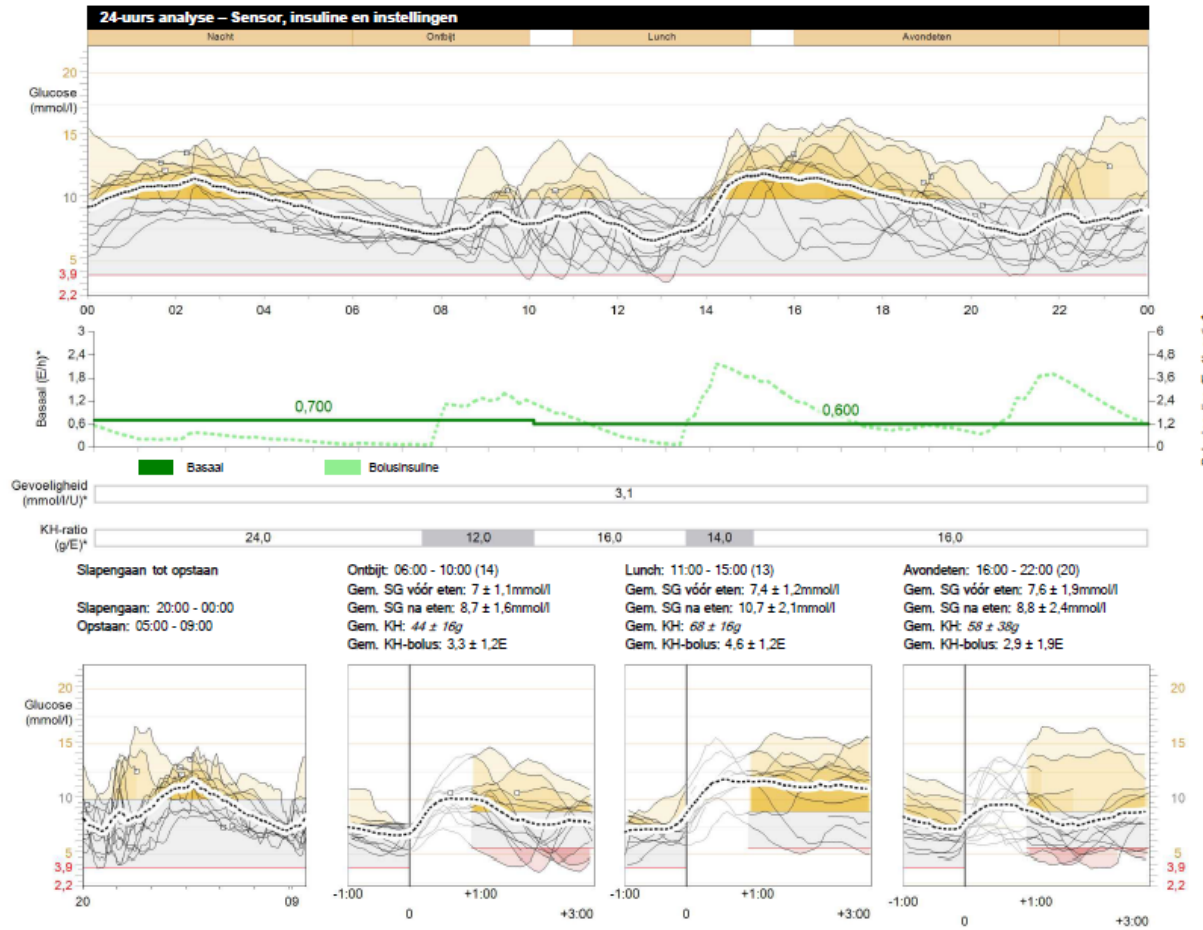 24-uurs analyse – Sensor, insuline en instellingen
Nacht Ontbijt Lunch Avondeten
Glucose
(mmol/l)
20
15
10
5
3,9
2,2
00 02 04 06 08 10 12 14 16 18 20 22 00
Basaal (E/h)*
3 6
2,4 4,8
1,8 3,6
1,2 2,4
0,6 1,2
0 0
0,700 0,600
Basaal Bolusinsuline
Gevoeligheid
(mmol/l/U)*
3,1
KH-ratio
(g/E)*
24,0 12,0 16,0 14,0 16,0
Slapengaan tot opstaan
Slapengaan: 20:00 - 00:00
Opstaan: 05:00 - 09:00
Ontbijt: 06:00 - 10:00 (14)
Gem. SG vóór eten: 7 ± 1,1mmol/l
Gem. SG na eten: 8,7 ± 1,6mmol/l
Gem. KH: 44 ± 16g
Gem. KH-bolus: 3,3 ± 1,2E
Lunch: 11:00 - 15:00 (13)
Gem. SG vóór eten: 7,4 ± 1,2mmol/l
Gem. SG na eten: 10,7 ± 2,1mmol/l
Gem. KH: 68 ± 16g
Gem. KH-bolus: 4,6 ± 1,2E
Avondeten: 16:00 - 22:00 (20)
Gem. SG vóór eten: 7,6 ± 1,9mmol/l
Gem. SG na eten: 8,8 ± 2,4mmol/l
Gem. KH: 58 ± 38g
Gem. KH-bolus: 2,9 ± 1,9E
Glucose
(mmol/l)
20 20
15 15
10 10
5 5
3,9 3,9
2,2 2,2
20 09
-1:00 0 +1:00 +3:00
-1:00 0 +1:00 +3:00
-1:00 0 +1:00 +3:00